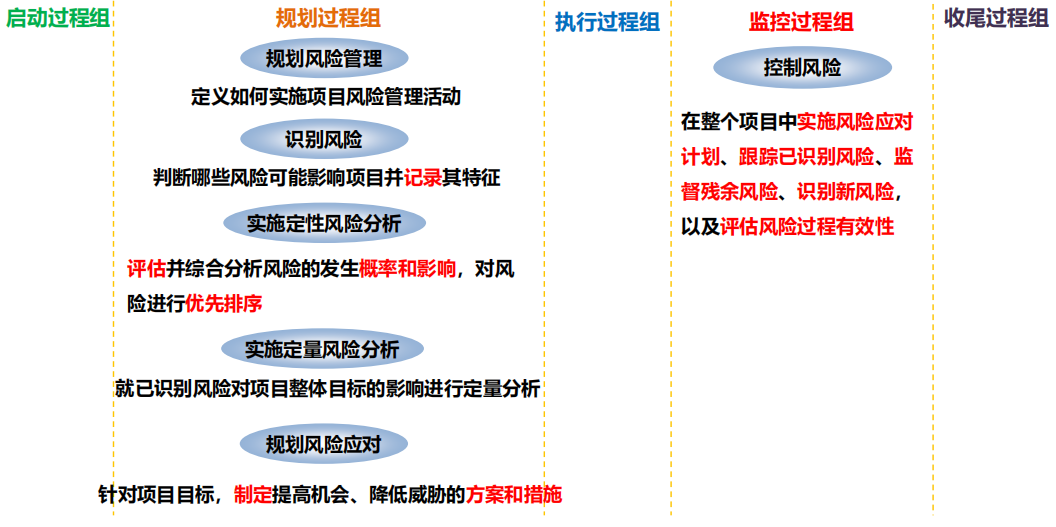 启动过程组
规划过程组
执行过程组
监控过程组
收尾过程组
规划风险管理
定义如何实施项目风险管理活动
识别风险
判断哪些风险可能影响项目并记录其特征
实施定性风险分析
评估并综合分析风险的发生概率和影响，对风
险进行优先排序
实施定量风险分析
就已识别风险对项目整体目标的影响进行定量分析
规划风险应对
针对项目目标，制定提高机会、降低威胁的方案和措施
控制风险
在整个项目中实施风险应对
计划、跟踪已识别风险、监
督残余风险、识别新风险，
以及评估风险过程有效性